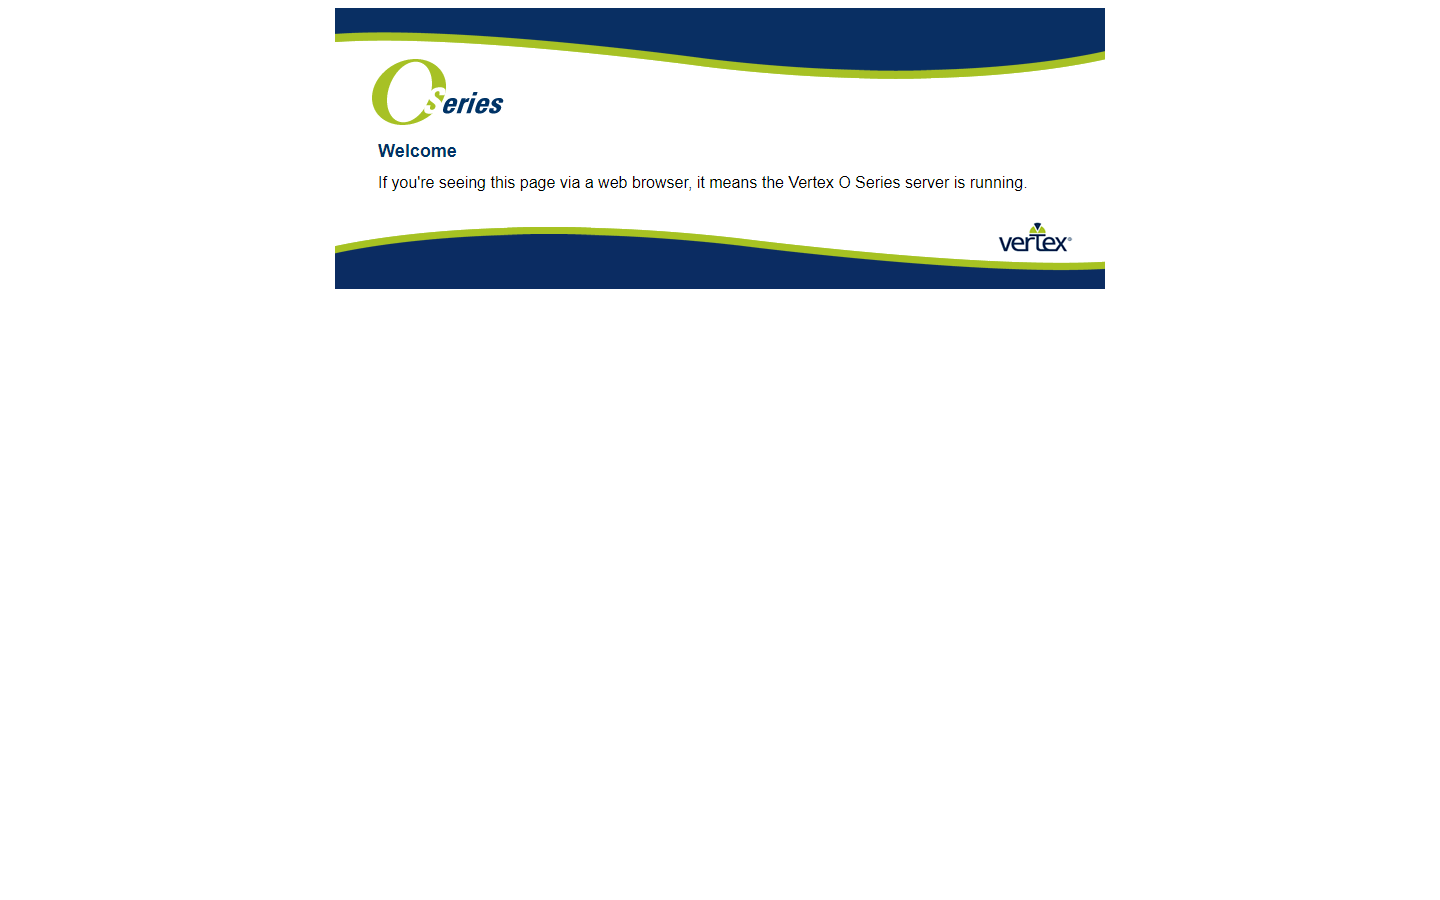 O Series
Welcome
If you're seeing this page via a web browser, it means the Vertex O Series server is running.
vertex®